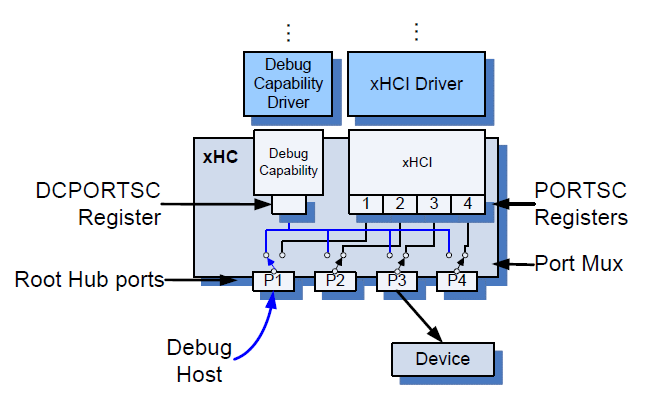 Debug
Capability
Driver
xHCI Driver
xHC
Debug
Capability
xHCI
DCPORTSC
Register
1 2 3 4
PORTSC
Registers
Port Mux
Root Hub ports
P1 P2 P3 P4
Debug
Host
Device